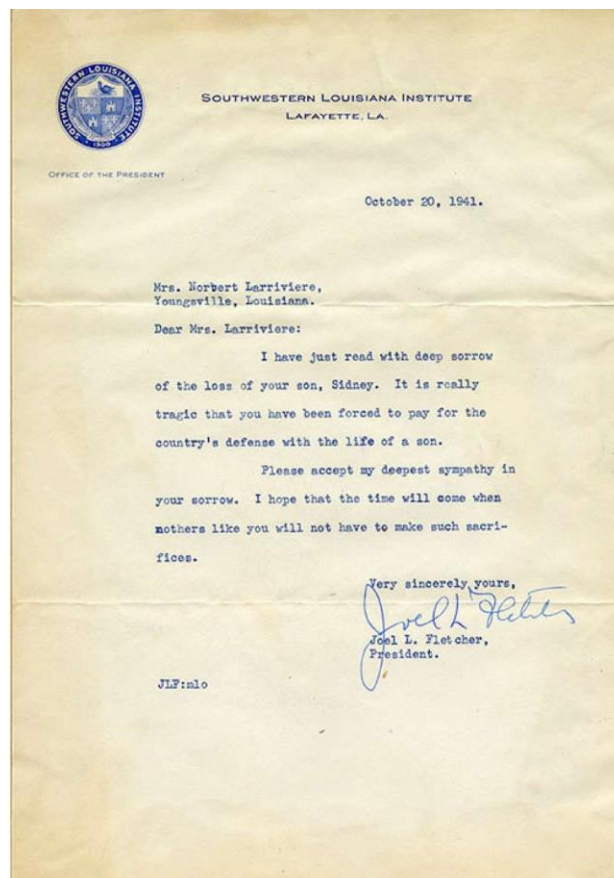 SOUTHWESTERN LOUISIANA INSTITUTE
· 1900 ·
SOUTHWESTERN LOUISIANA INSTITUTE
LAFAYETTE, LA.
OFFICE OF THE PRESIDENT
October 20, 1941.
Mrs. Norbert Larriviere,
Youngsville, Louisiana.
Dear Mrs. Larriviere:
I have just read with deep sorrow
of the loss of your son, Sidney. It is really
tragic that you have been forced to pay for the
country's defense with the life of a son.
Please accept my deepest sympathy in
your sorrow. I hope that the time will come when
mothers like you will not have to make such sacri-
fices.
Very sincerely yours,
Joel L Fletcher
Joel L. Fletcher,
President.
JLF:mlo